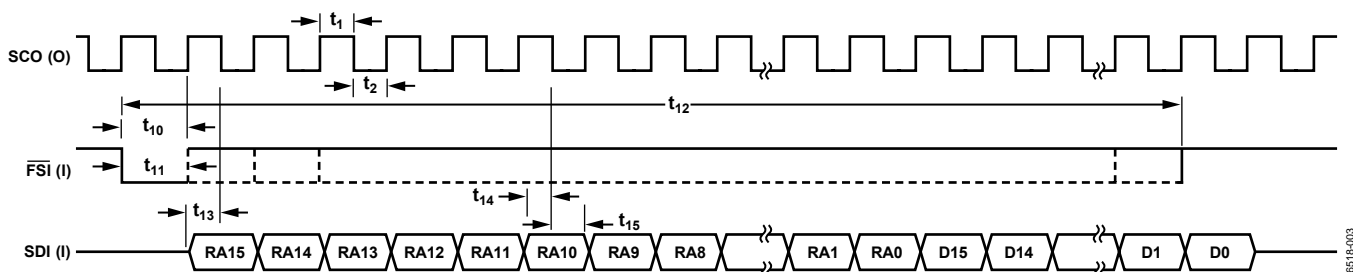 t1
SCO (O)
t2
t12
t10
FSI (I)
t11
t14
t13
t15
SDI (I)
RA15 RA14 RA13 RA12 RA11 RA10 RA9 RA8 RA1 RA0 D15 D14 D1 D0
6518-003